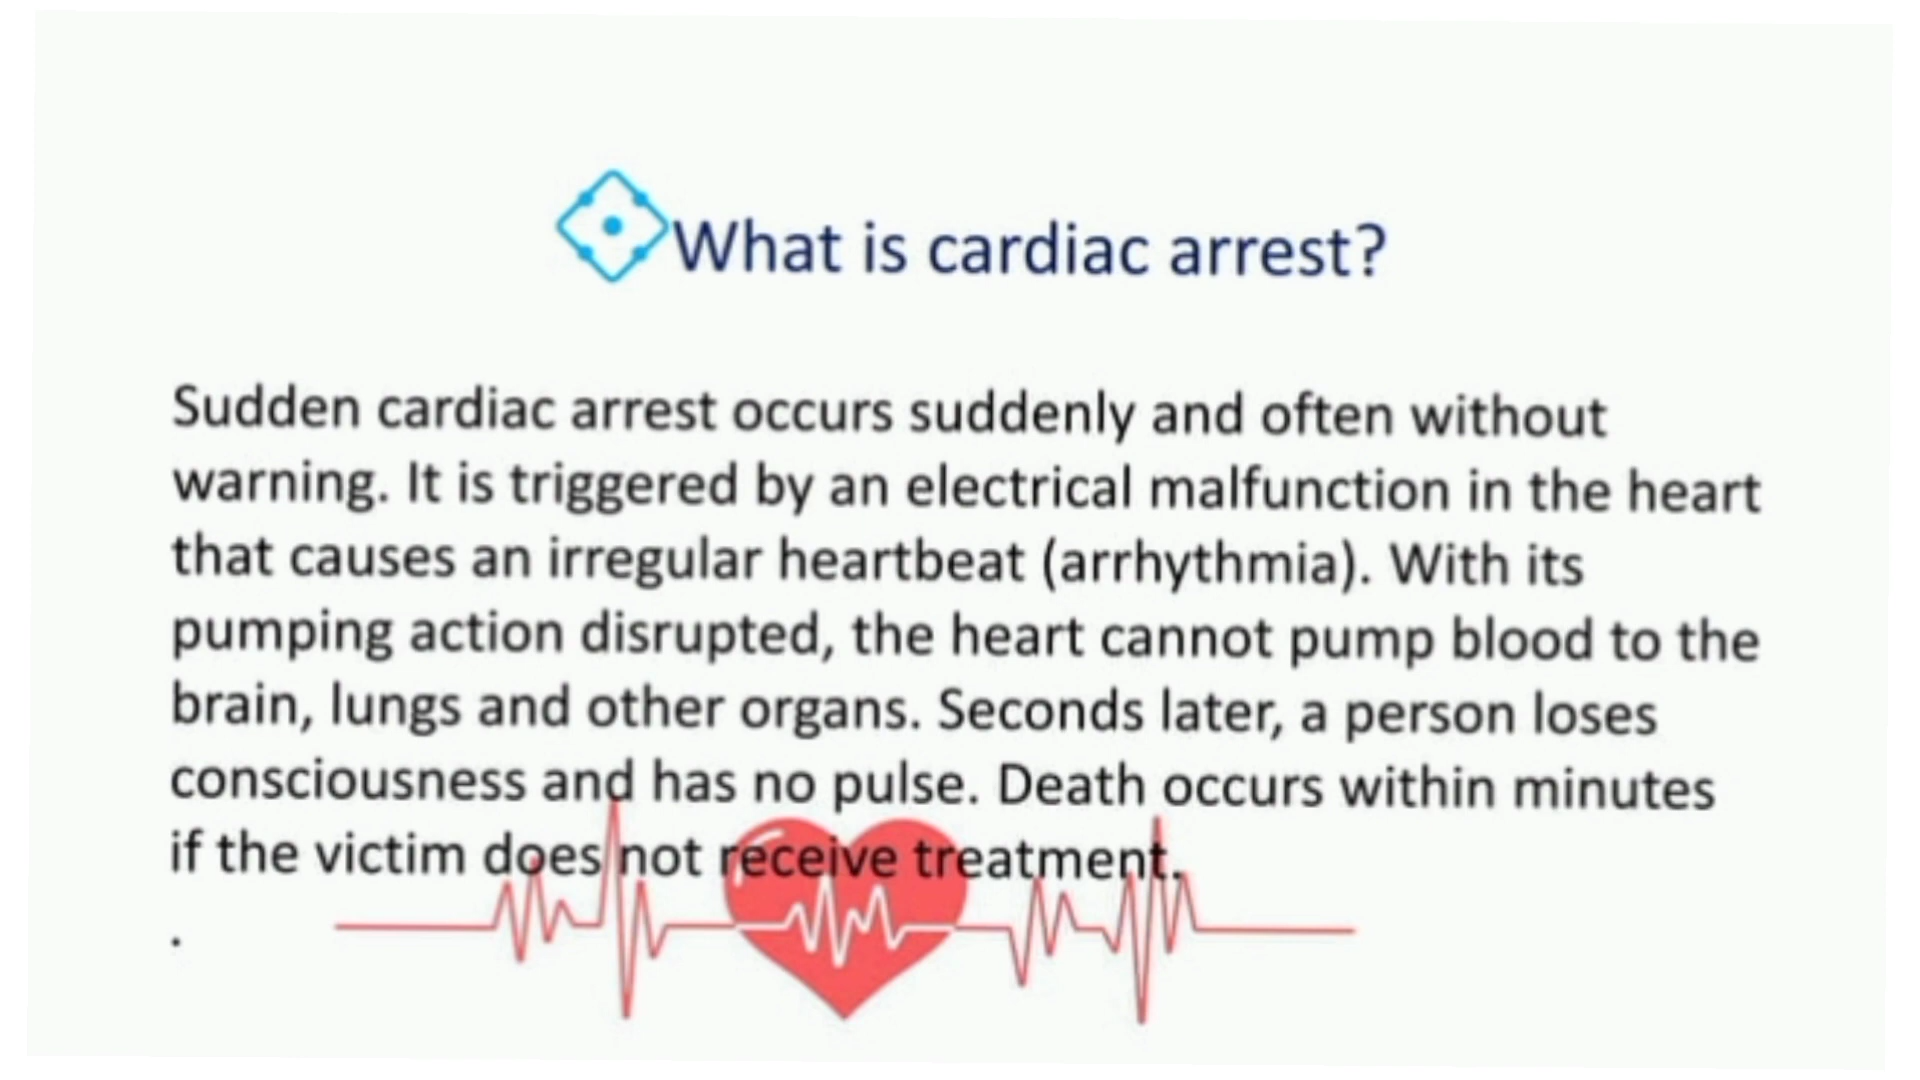 What is cardiac arrest?
Sudden cardiac arrest occurs suddenly and often without
warning. It is triggered by an electrical malfunction in the heart
that causes an irregular heartbeat (arrhythmia). With its
pumping action disrupted, the heart cannot pump blood to the
brain, lungs and other organs. Seconds later, a person loses
consciousness and has no pulse. Death occurs within minutes
if the victim does not receive treatment.
.